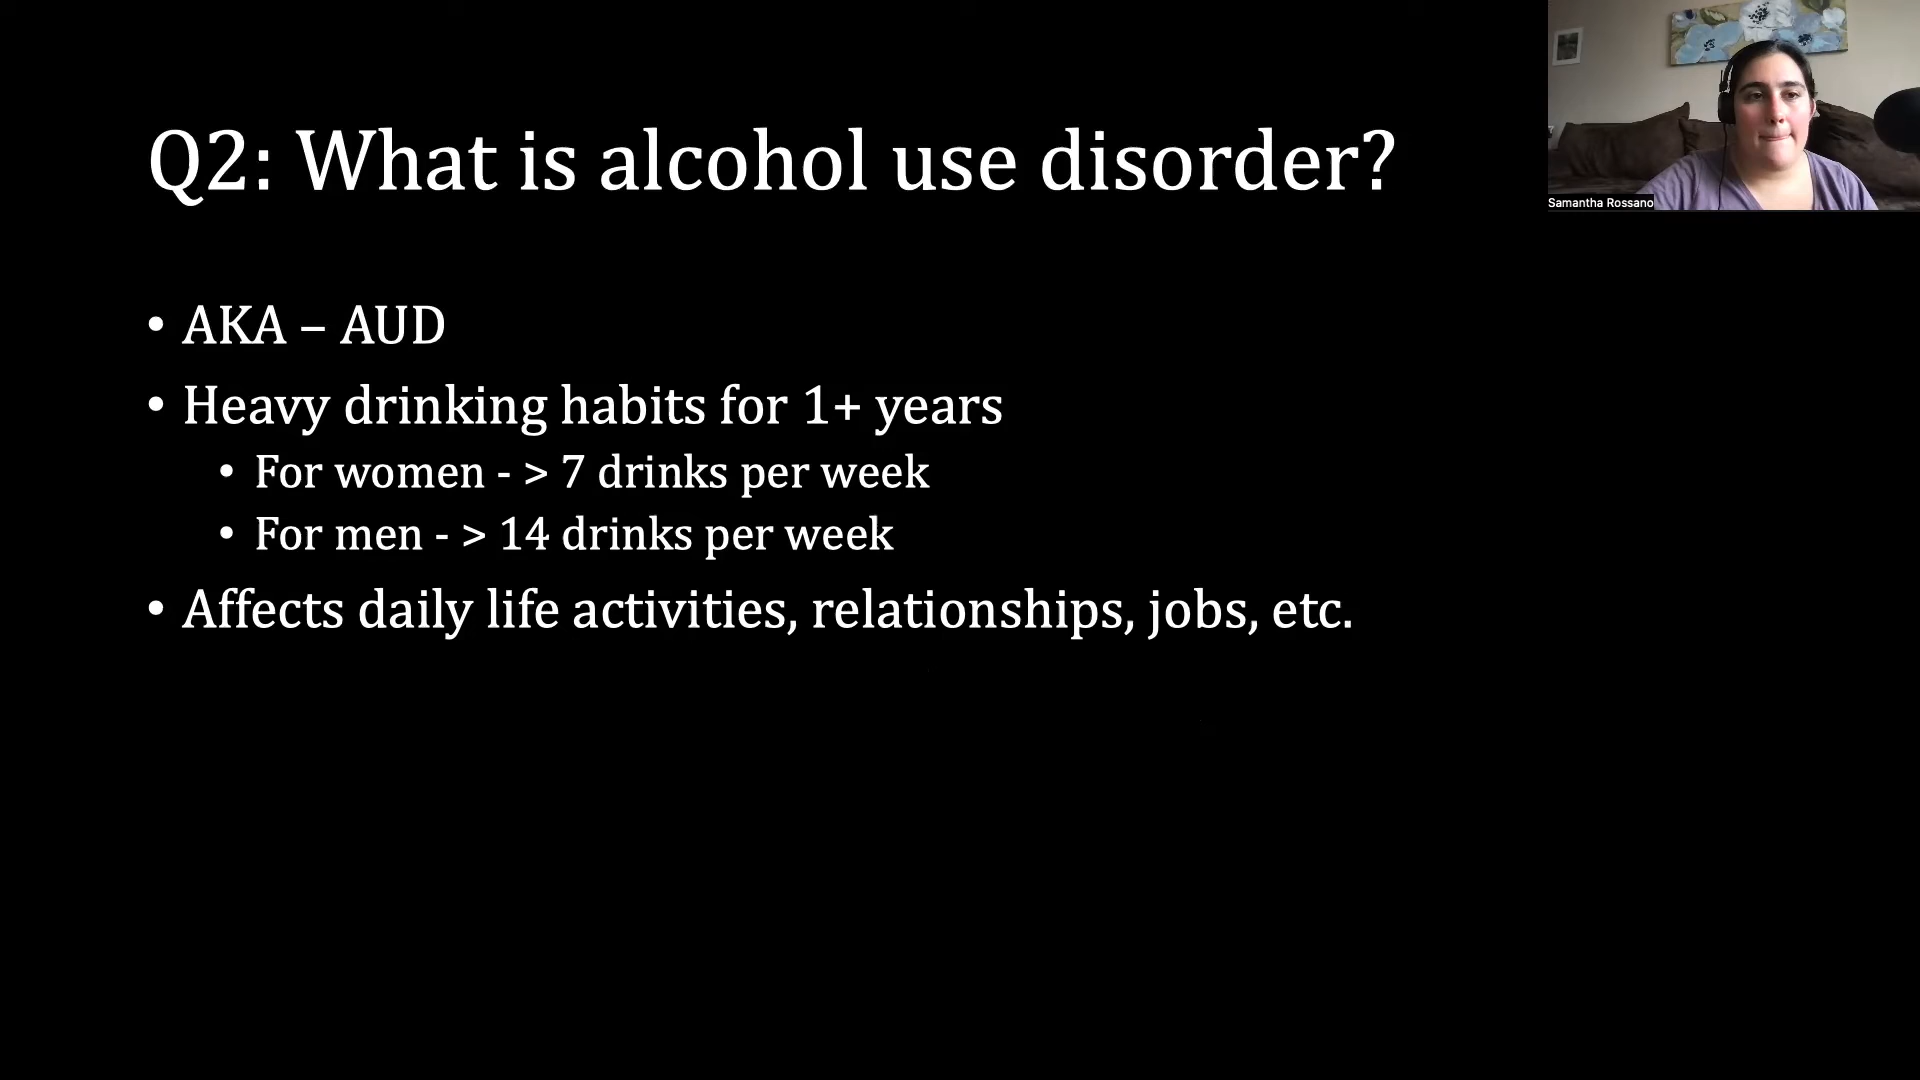 Q2: What is alcohol use disorder?
Samantha Rossano
• AKA – AUD
• Heavy drinking habits for 1+ years
• For women - > 7 drinks per week
• For men - > 14 drinks per week
• Affects daily life activities, relationships, jobs, etc.